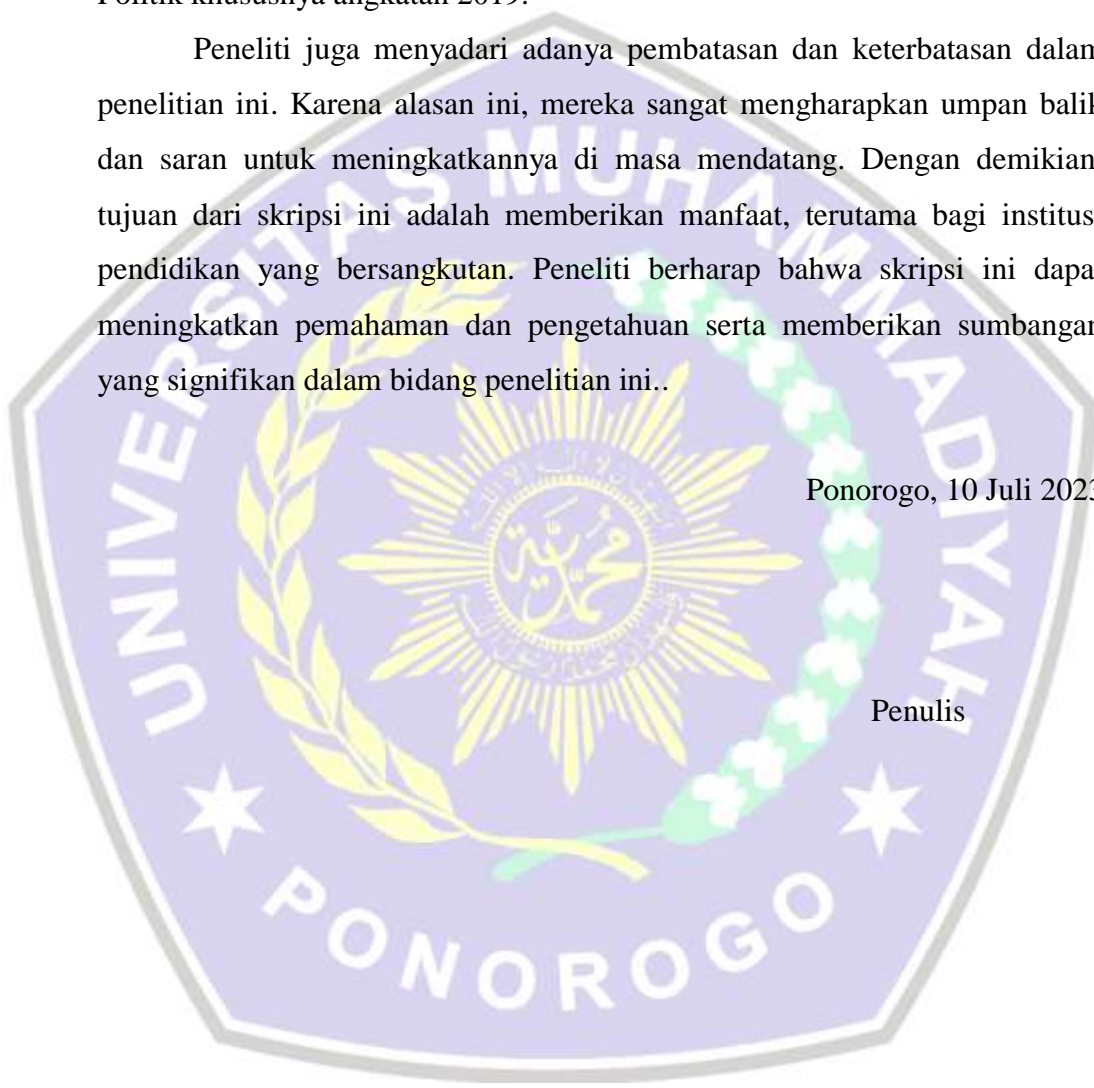 Politik khususnya angkatan 2019.
Peneliti juga menyadari adanya pembatasan dan keterbatasan dalam
penelitian ini. Karena alasan ini, mereka sangat mengharapkan umpan balik
dan saran untuk meningkatkannya di masa mendatang. Dengan demikian
tujuan dari skripsi ini adalah memberikan manfaat, terutama bagi institus
pendidikan yang bersangkutan. Peneliti berharap bahwa skripsi ini dapa
meningkatkan pemahaman dan pengetahuan serta memberikan sumbangan
yang signifikan dalam bidang penelitian ini..
Ponorogo, 10 Juli 2023
Penulis
UNIVERSITAS MUHAMMADIYAH
PONOROGO
محمدية